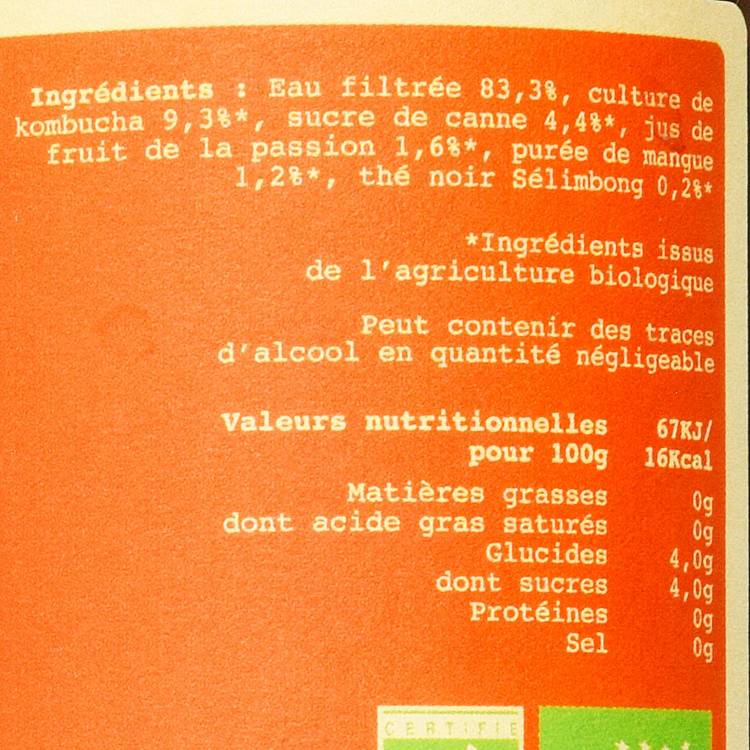 Ingrédients : Eau filtrée 83,3%, culture de
kombucha 9,3%*, sucre de canne 4,4%*, jus de
fruit de la passion 1,6%*, purée de mangue
1,2%*, thé noir Sélimbong 0,2%*
*Ingrédients issus
de l'agriculture biologique
Peut contenir des traces
d'alcool en quantité négligeable
Valeurs nutritionnelles 67KJ/
pour 100g 16Kcal
Matières grasses 0g
dont acide gras saturés 0g
Glucides 4,0g
dont sucres 4,0g
Protéines 0g
Sel 0g
CERTIFIÉ